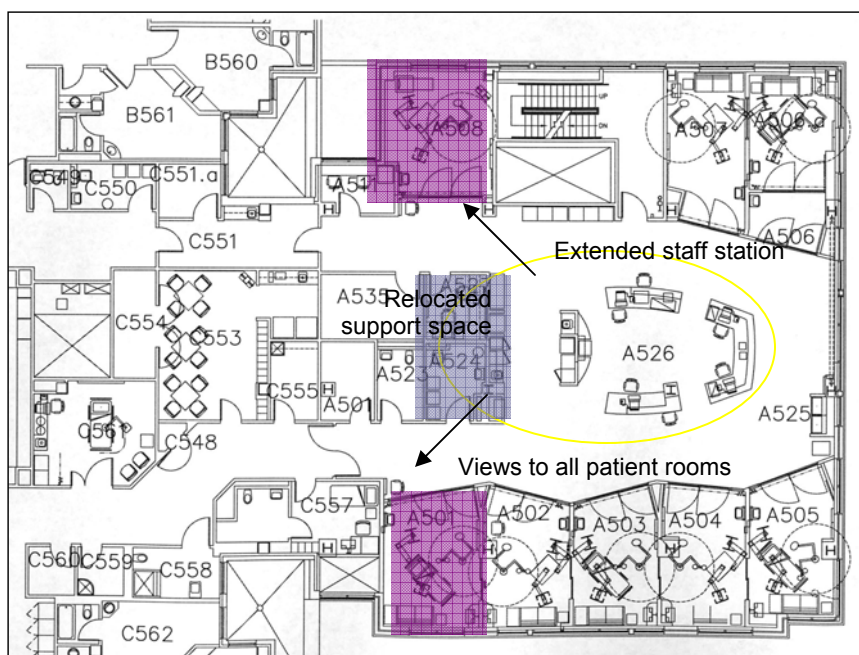 B560
B561
A508
UP
DN
A507
A506.a
C549
C550
C551.a
A511
C551
A506
Extended staff station
A535
A527
Relocated
support space
C554
C553
A526
A524
A523
C555
A501
A525
C561
C548
Views to all patient rooms
C557
A501
A502
A503
A504
A505
C560
C559
C558
C562